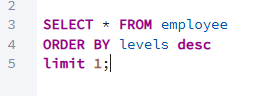 2
3 SELECT * FROM employee
4 ORDER BY levels desc
5 limit 1;